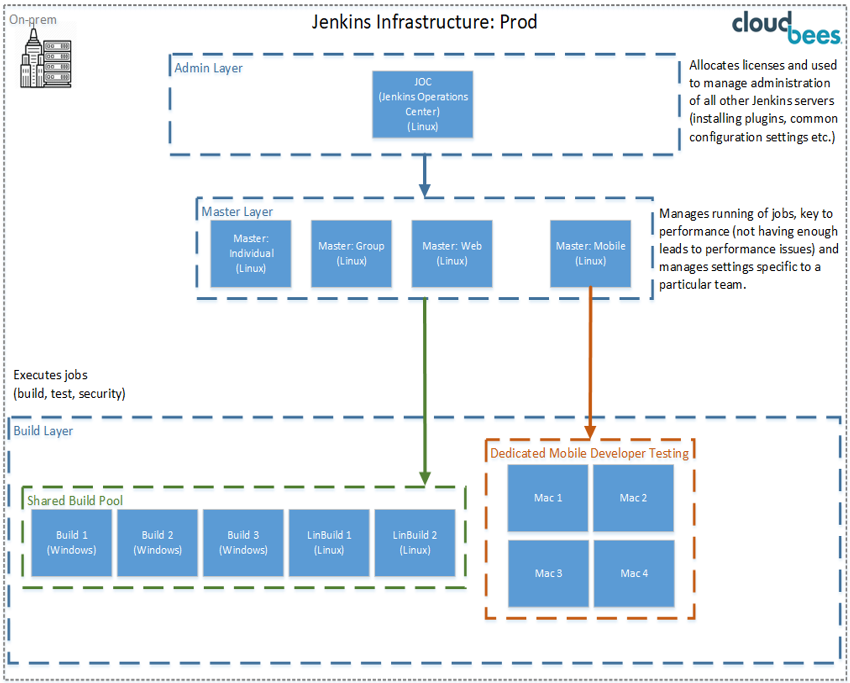 On-prem
Jenkins Infrastructure: Prod
cloudbees.
Admin Layer
JOC
(Jenkins Operations
Center)
(Linux)
Allocates licenses and used
to manage administration
of all other Jenkins servers
(installing plugins, common
configuration settings etc.)
Master Layer
Master:
Individual
(Linux)
Master: Group
(Linux)
Master: Web
(Linux)
Master: Mobile
(Linux)
Manages running of jobs, key to
performance (not having enough
leads to performance issues) and
manages settings specific to a
particular team.
Executes jobs
(build, test, security)
Build Layer
Shared Build Pool
Build 1
(Windows)
Build 2
(Windows)
Build 3
(Windows)
LinBuild 1
(Linux)
LinBuild 2
(Linux)
Dedicated Mobile Developer Testing
Mac 1
Mac 2
Mac 3
Mac 4